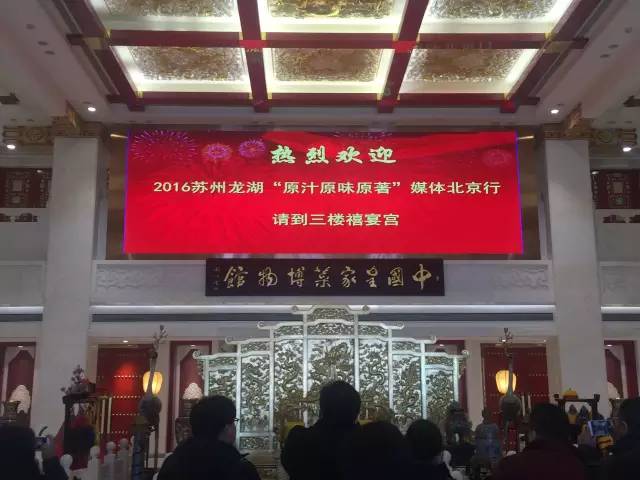 热烈欢迎
2016苏州龙湖“原汁原味原著”媒体北京行
请到三楼禧宴宫
中國皇家菜博物館